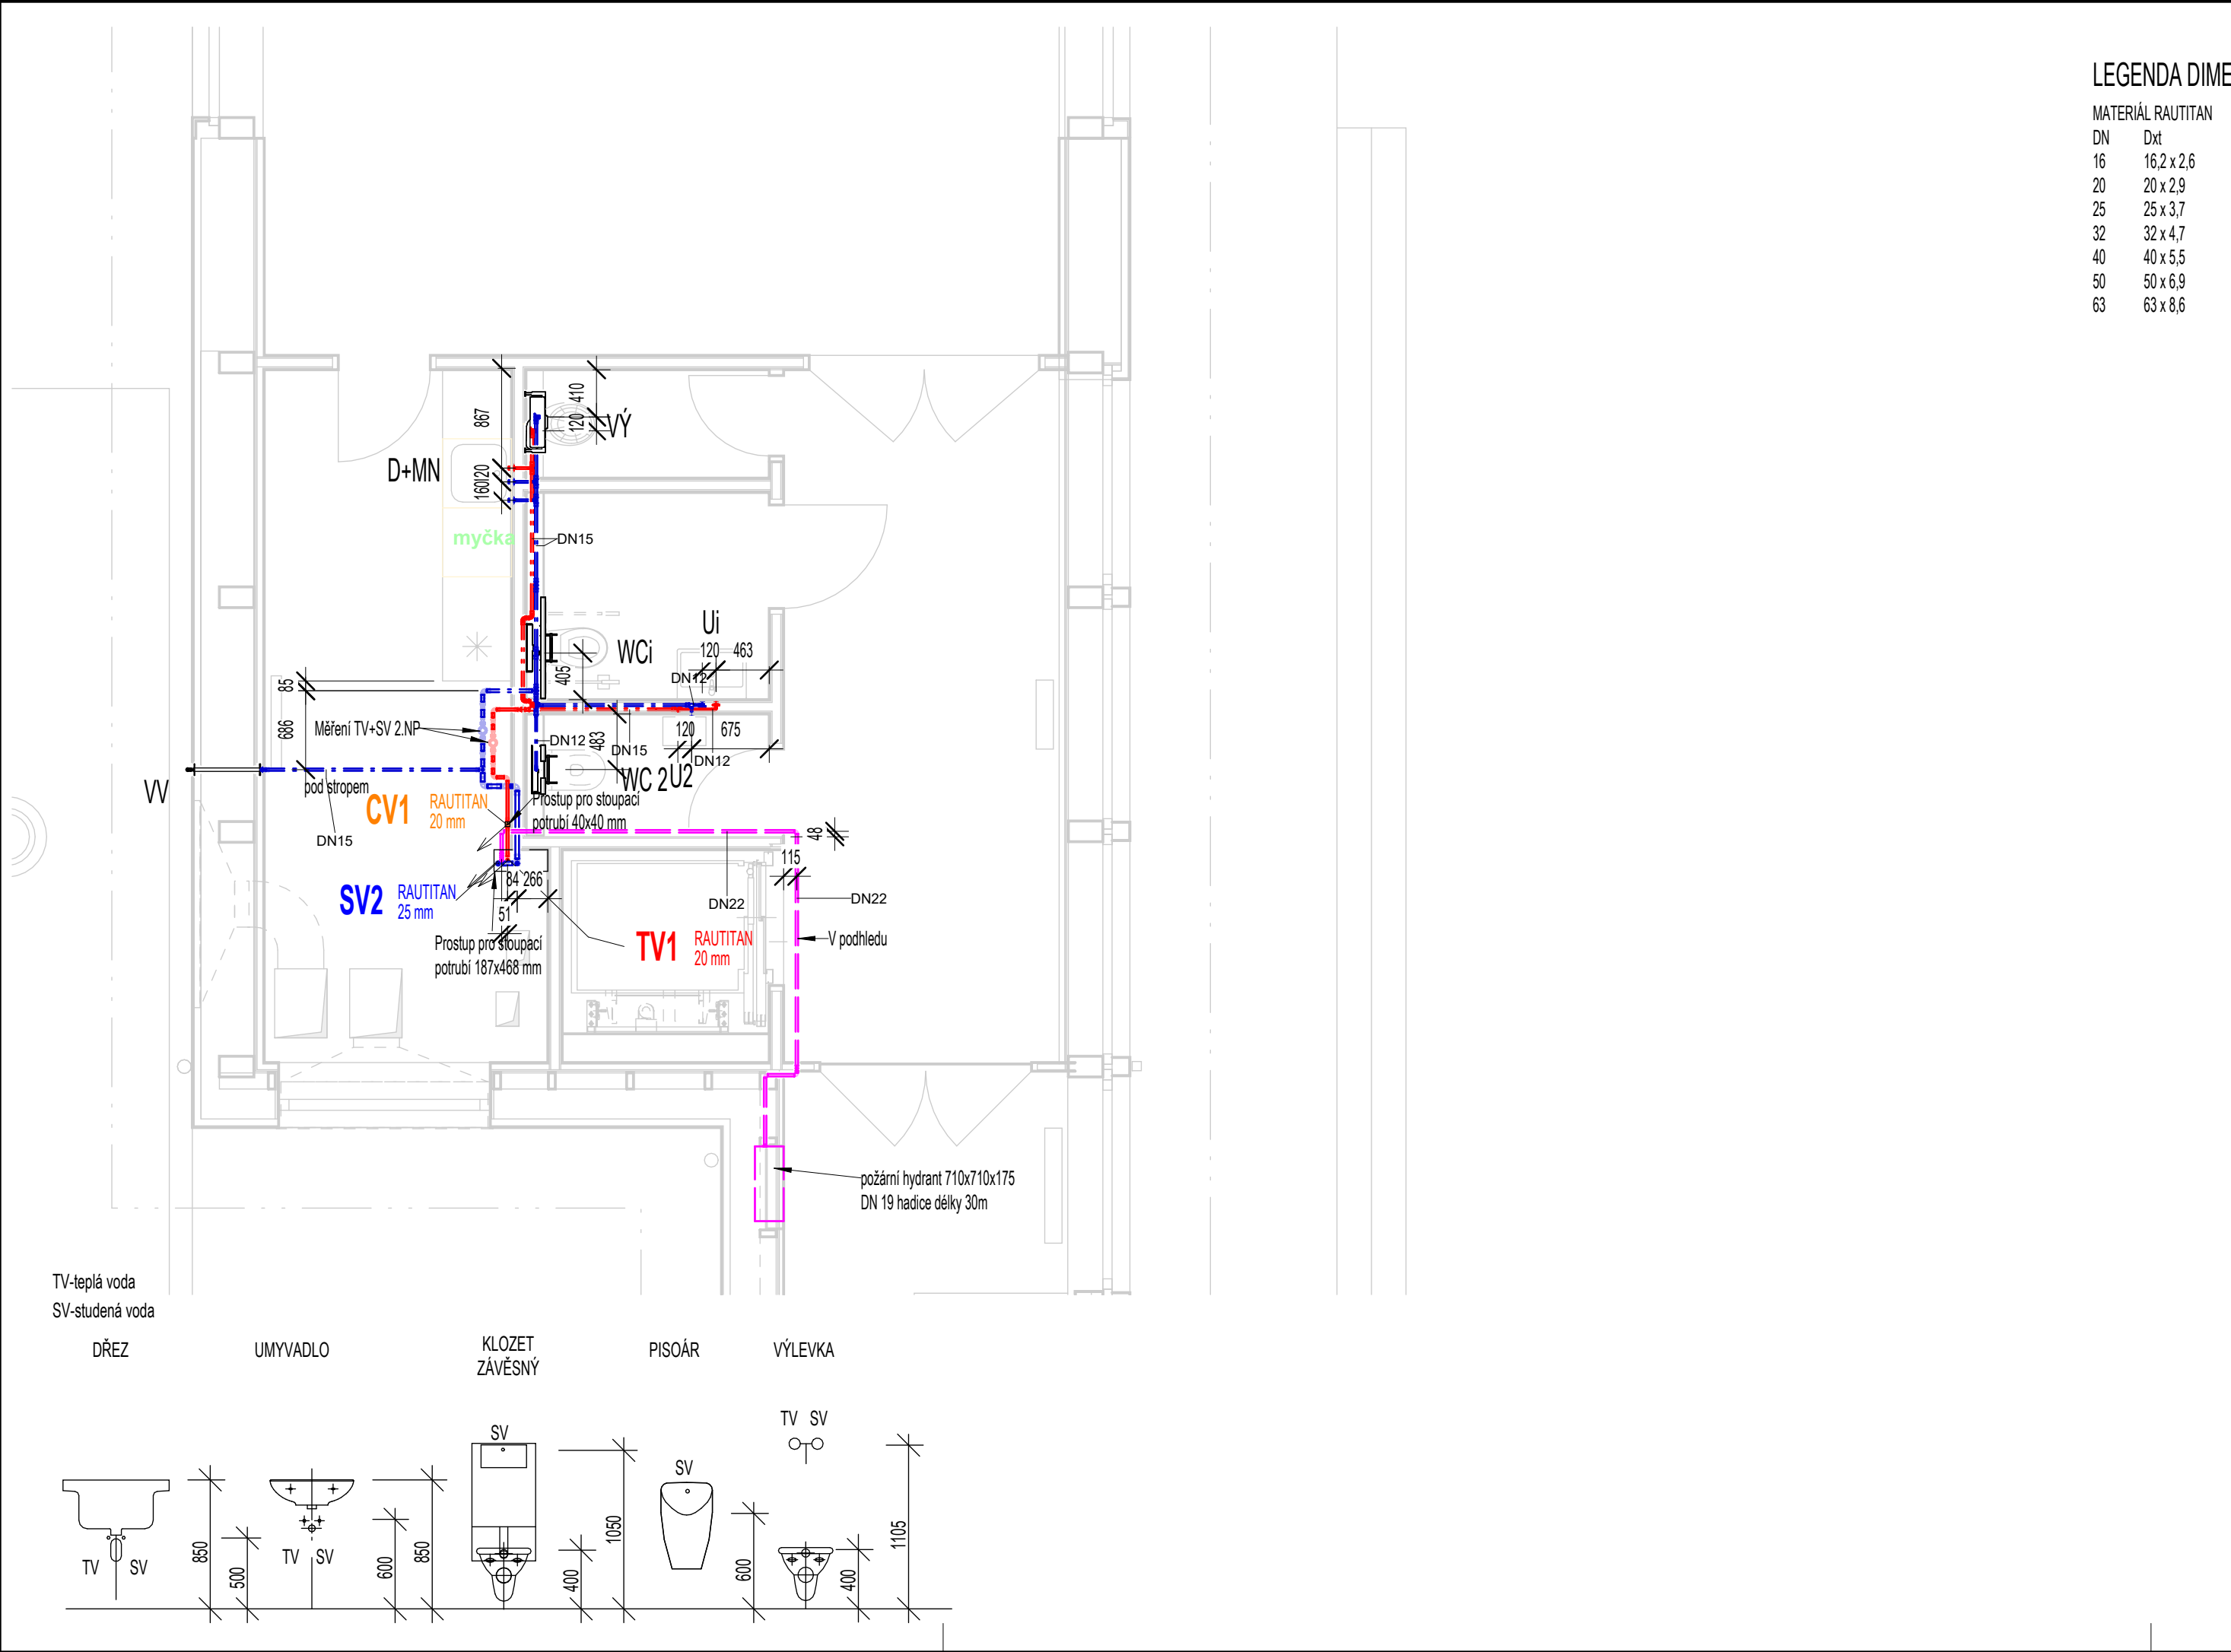 LEGENDA DIME
MATERIÁL RAUTITAN
DN Dxt
16 16,2 x 2,6
20 20 x 2,9
25 25 x 3,7
32 32 x 4,7
40 40 x 5,5
50 50 x 6,9
63 63 x 8,6
410
867
120
VÝ
D+MN
120
160
myčka
DN15
Ui
WCi
120 463
405
DN12
85
686
Měření TV+SV 2.NP
DN12
483
DN15
120 675
DN12
WC 2
U2
VV
pod stropem
CV1
RAUTITAN
20 mm
Prostup pro stoupací
potrubí 40x40 mm
DN15
48
115
84 266
SV2
RAUTITAN
25 mm
51
DN22
DN22
Prostup pro stoupací
potrubí 187x468 mm
TV1
RAUTITAN
20 mm
V podhledu
požární hydrant 710x710x175
DN 19 hadice délky 30m
TV-teplá voda
SV-studená voda
DŘEZ
UMYVADLO
KLOZET
ZÁVĚSNÝ
PISOÁR
VÝLEVKA
TV SV
850
500
TV SV
600
850
SV
400
1050
SV
600
TV SV
400
1105